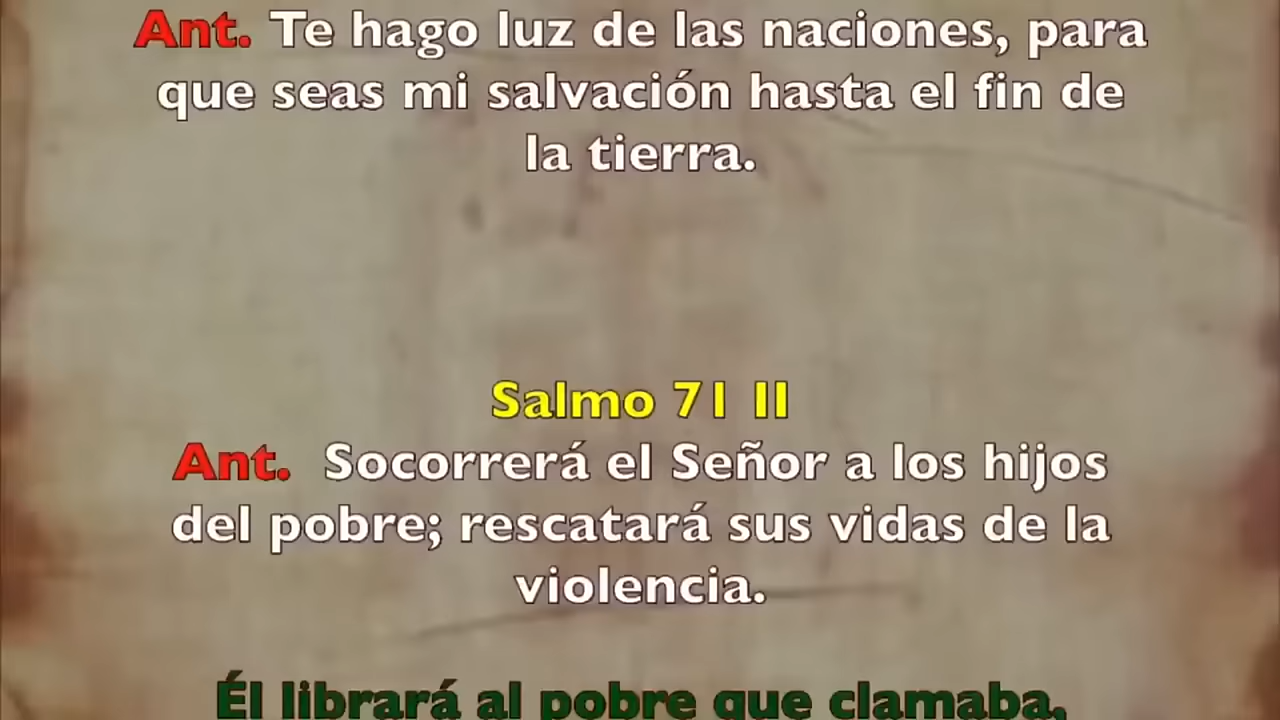 Ant. Te hago luz de las naciones, para
que seas mi salvación hasta el fin de
la tierra.
Salmo 71 II
Ant. Socorrerá el Señor a los hijos
del pobre; rescatará sus vidas de la
violencia.
Él librará al pobre que clamaba,